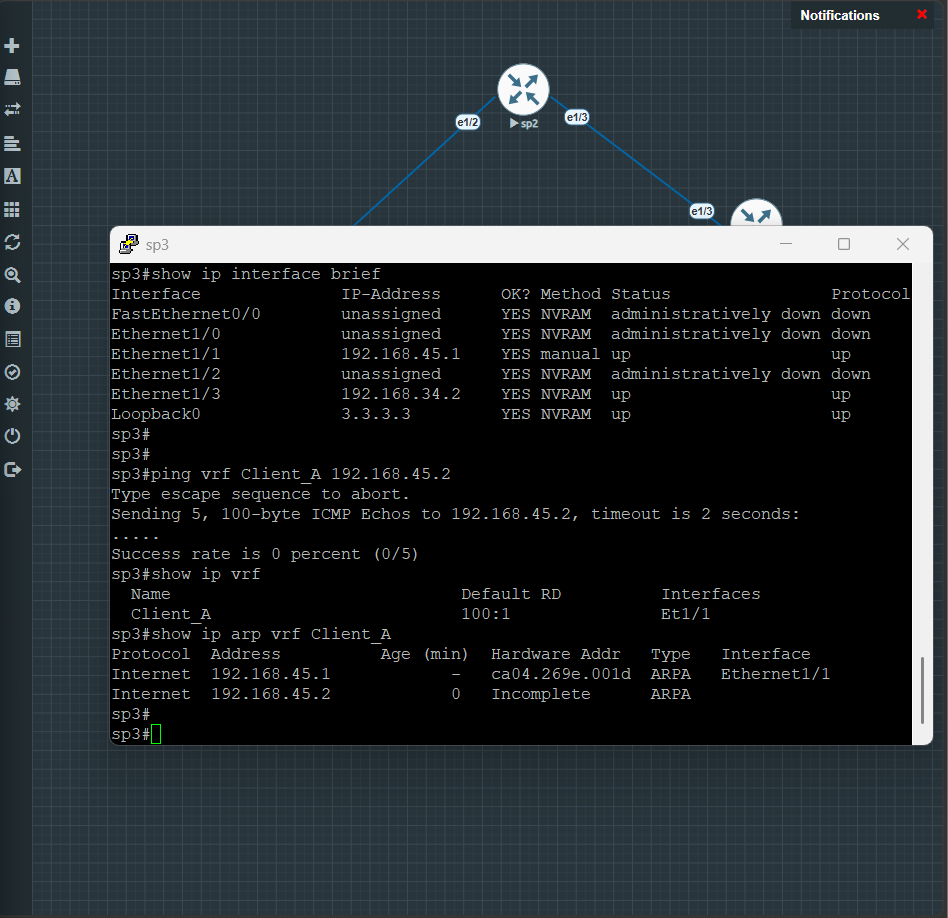 Notifications
sp2
e1/2
e1/3
e1/3
sp3
sp3#show ip interface brief
Interface IP-Address OK? Method Status Protocol
FastEthernet0/0 unassigned YES NVRAM administratively down down
Ethernet1/0 unassigned YES NVRAM administratively down down
Ethernet1/1 192.168.45.1 YES manual up up
Ethernet1/2 unassigned YES NVRAM administratively down down
Ethernet1/3 192.168.34.2 YES NVRAM up up
Loopback0 3.3.3.3 YES NVRAM up up
sp3#
sp3#
sp3#ping vrf Client_A 192.168.45.2
Type escape sequence to abort.
Sending 5, 100-byte ICMP Echos to 192.168.45.2, timeout is 2 seconds:
.....
Success rate is 0 percent (0/5)
sp3#show ip vrf
Name Default RD Interfaces
Client_A 100:1 Et1/1
sp3#show ip arp vrf Client_A
Protocol Address Age (min) Hardware Addr Type Interface
Internet 192.168.45.1 - ca04.269e.001d ARPA Ethernet1/1
Internet 192.168.45.2 0 Incomplete ARPA
sp3#
sp3#